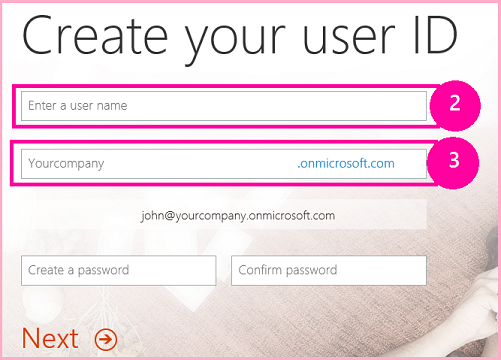 Create your user ID
Enter a user name 2
Yourcompany .onmicrosoft.com 3
john@yourcompany.onmicrosoft.com
Create a password Confirm password
Next